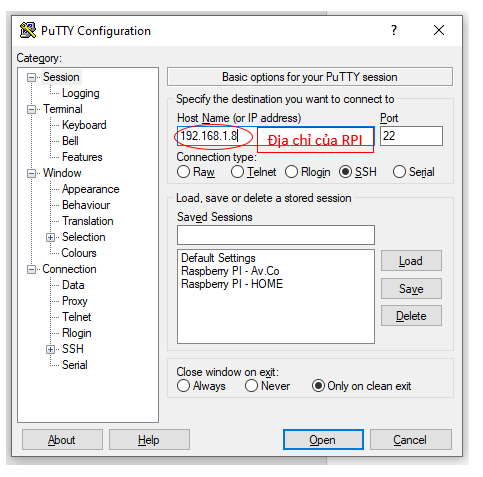 PuTTY Configuration
Category:
Session
Logging
Terminal
Keyboard
Bell
Features
Window
Appearance
Behaviour
Translation
Selection
Colours
Connection
Data
Proxy
Telnet
Rlogin
SSH
Serial
Basic options for your PuTTY session
Specify the destination you want to connect to
Host Name (or IP address) Port
192.168.1.8 Địa chỉ của RPI 22
Connection type:
Raw Telnet Rlogin SSH Serial
Load, save or delete a stored session
Saved Sessions
Default Settings Load
Raspberry PI - Av.Co
Raspberry PI - HOME
Save
Delete
Close window on exit:
Always Never Only on clean exit
About Help Open Cancel